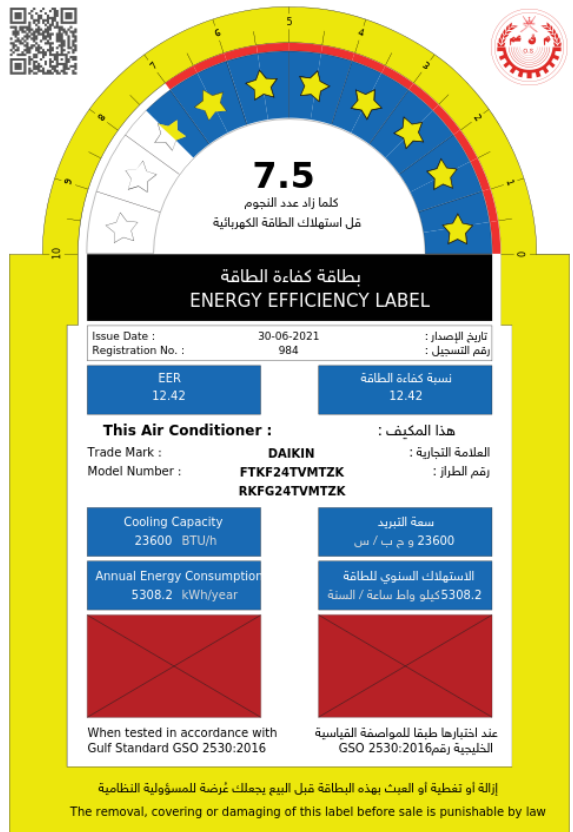 5
4
6
3
7
2
8
1
9
0
10
م ق س
D.S
7.5
كلما زاد عدد النجوم
قل استهلاك الطاقة الكهربائية
بطاقة كفاءة الطاقة
ENERGY EFFICIENCY LABEL
Issue Date : 30-06-2021 تاريخ الإصدار :
Registration No. : 984 رقم التسجيل :
EER نسبة كفاءة الطاقة
12.42 12.42
This Air Conditioner : هذا المكيف :
Trade Mark : DAIKIN العلامة التجارية :
Model Number : FTKF24TVMTZK رقم الطراز :
RKFG24TVMTZK
Cooling Capacity سعة التبريد
23600 BTU/h 23600 و ح ب / س
Annual Energy Consumption الاستهلاك السنوي للطاقة
5308.2 kWh/year 5308.2كيلو واط ساعة / السنة
When tested in accordance with عند اختبارها طبقا للمواصفة القياسية
Gulf Standard GSO 2530:2016 الخليجية رقمGSO 2530:2016
إزالة أو تغطية أو العبث بهذه البطاقة قبل البيع يجعلك عُرضة للمسؤولية النظامية
The removal, covering or damaging of this label before sale is punishable by law